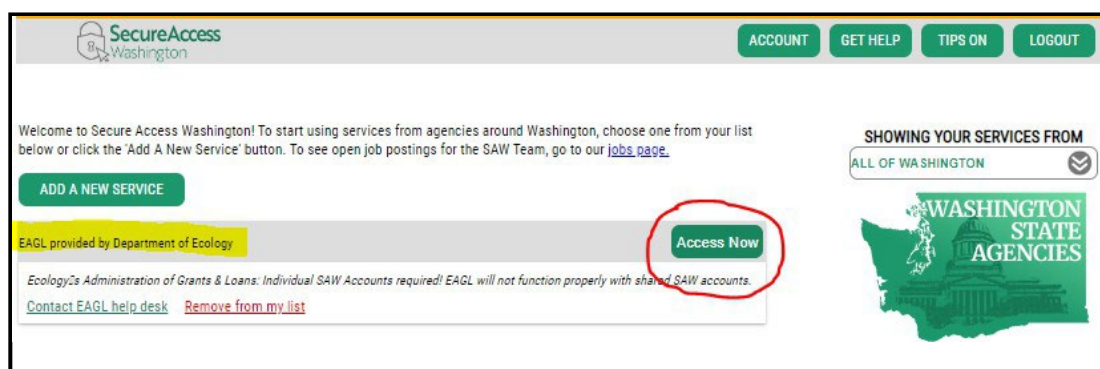 SecureAccess
Washington
ACCOUNT
GET HELP
TIPS ON
LOGOUT
Welcome to Secure Access Washington! To start using services from agencies around Washington, choose one from your list
below or click the 'Add A New Service' button. To see open job postings for the SAW Team, go to our jobs page.
SHOWING YOUR SERVICES FROM
ALL OF WASHINGTON
ADD A NEW SERVICE
WASHINGTON
STATE
AGENCIES
EAGL provided by Department of Ecology
Access Now
Ecology⍰s Administration of Grants & Loans: Individual SAW Accounts required! EAGL will not function properly with shared SAW accounts.
Contact EAGL help desk
Remove from my list